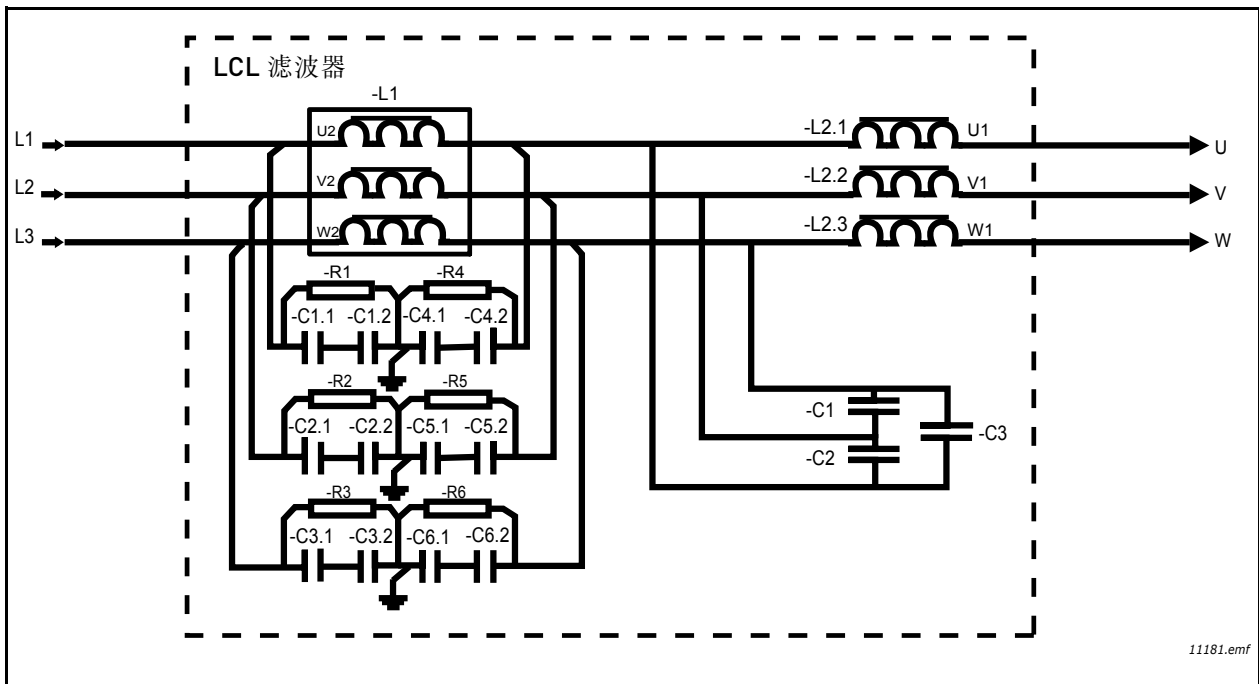 LCL 滤波器
-L1
L1
U2
-L2.1
U1
U
L2
V2
-L2.2
V1
V
L3
W2
-L2.3
W1
W
-R1
-R4
-C1.1
-C1.2
-C4.1
-C4.2
-R2
-R5
-C2.1
-C2.2
-C5.1
-C5.2
-R3
-R6
-C3.1
-C3.2
-C6.1
-C6.2
-C1
-C3
-C2
11181.emf